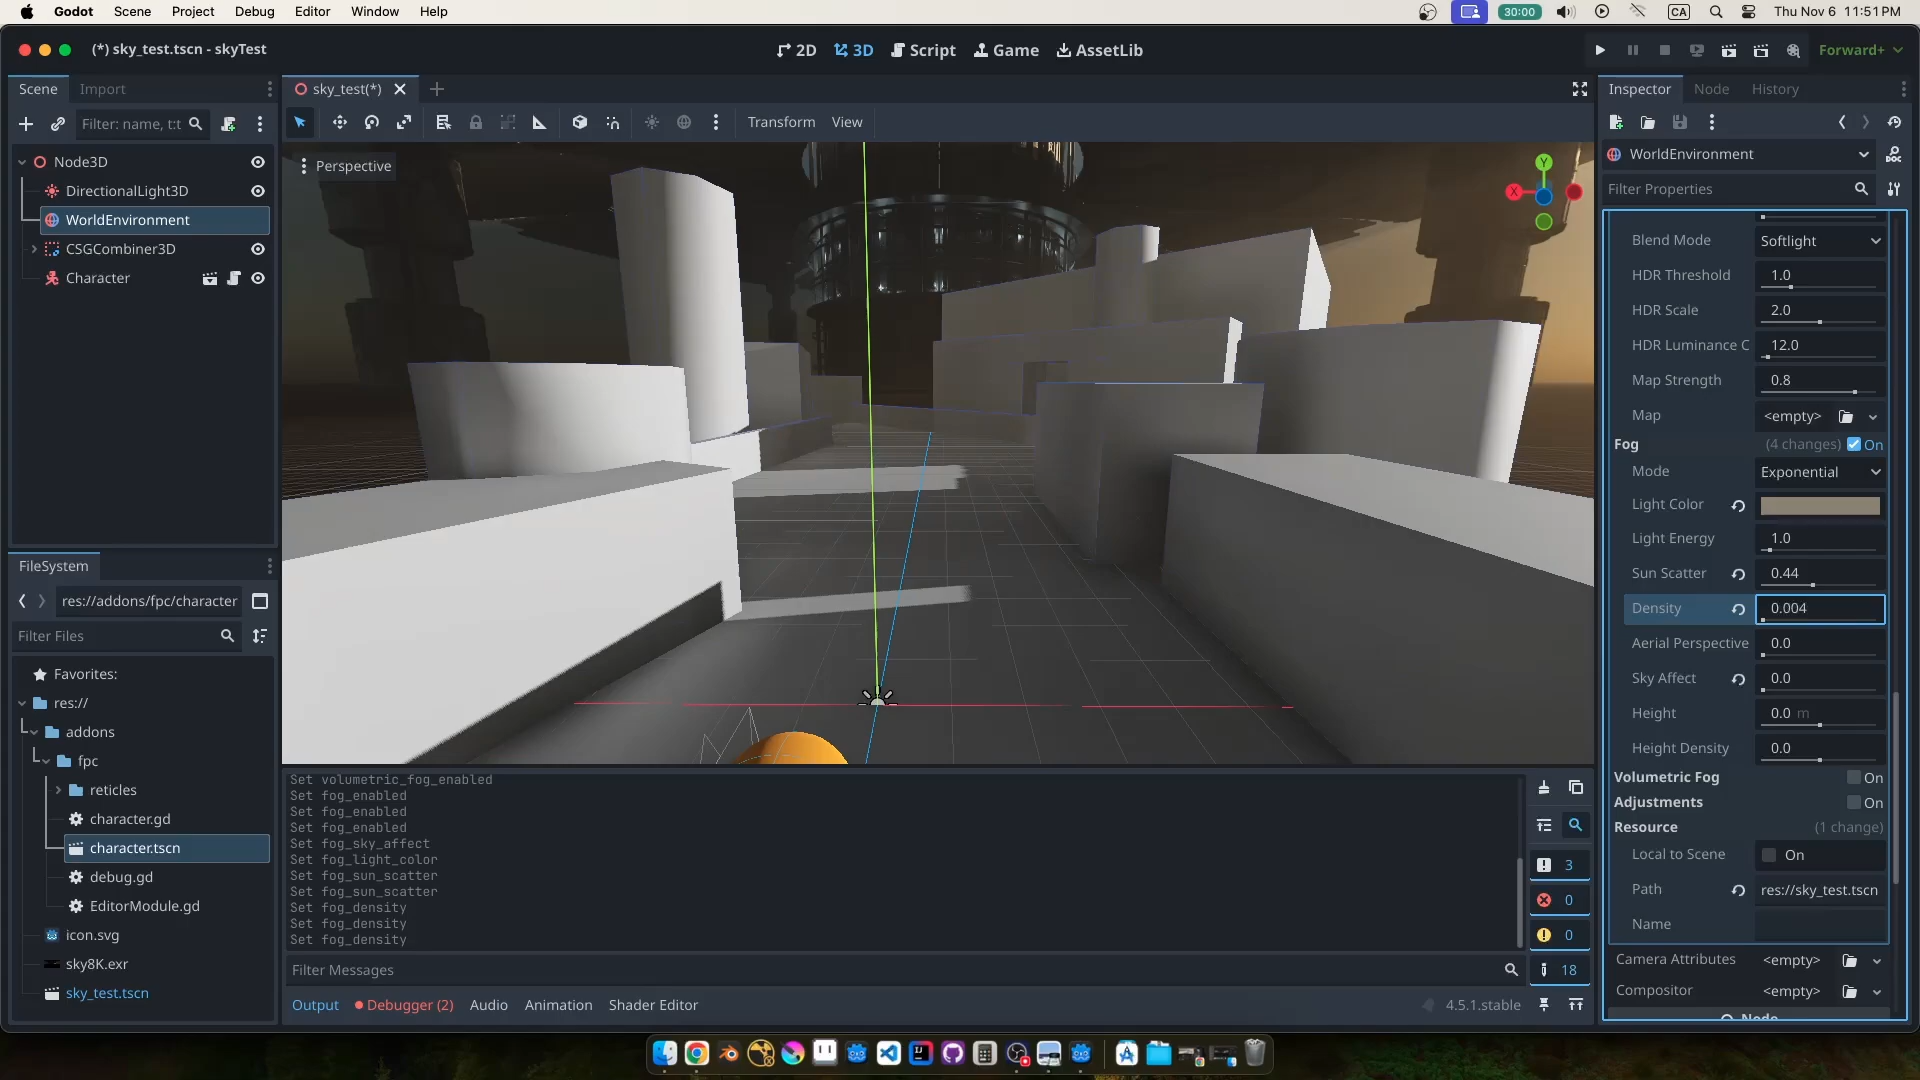 Godot Scene Project Debug Editor Window Help
30:00 CA Thu Nov 6 11:51 PM
(*) sky_test.tscn - skyTest
2D 3D Script Game AssetLib
Forward+
Scene Import
Filter: name, t:t
Node3D
DirectionalLight3D
WorldEnvironment
CSGCombiner3D
Character
FileSystem
res://addons/fpc/character
Filter Files
Favorites:
res://
addons
fpc
reticles
character.gd
character.tscn
debug.gd
EditorModule.gd
icon.svg
sky8K.exr
sky_test.tscn
sky_test(*)
Transform View
Perspective
Y
X
Set volumetric_fog_enabled
Set fog_enabled
Set fog_enabled
Set fog_enabled
Set fog_sky_affect
Set fog_light_color
Set fog_sun_scatter
Set fog_sun_scatter
Set fog_density
Set fog_density
Set fog_density
3
0
0
18
Filter Messages
Output Debugger (2) Audio Animation Shader Editor
4.5.1.stable
Inspector Node History
WorldEnvironment
Filter Properties
Blend Mode Softlight
HDR Threshold 1.0
HDR Scale 2.0
HDR Luminance C 12.0
Map Strength 0.8
Map <empty>
Fog (4 changes) On
Mode Exponential
Light Color
Light Energy 1.0
Sun Scatter 0.44
Density 0.004
Aerial Perspective 0.0
Sky Affect 0.0
Height 0.0 m
Height Density 0.0
Volumetric Fog On
Adjustments On
Resource (1 change)
Local to Scene On
Path res://sky_test.tscn
Name
Camera Attributes <empty>
Compositor <empty>
Node